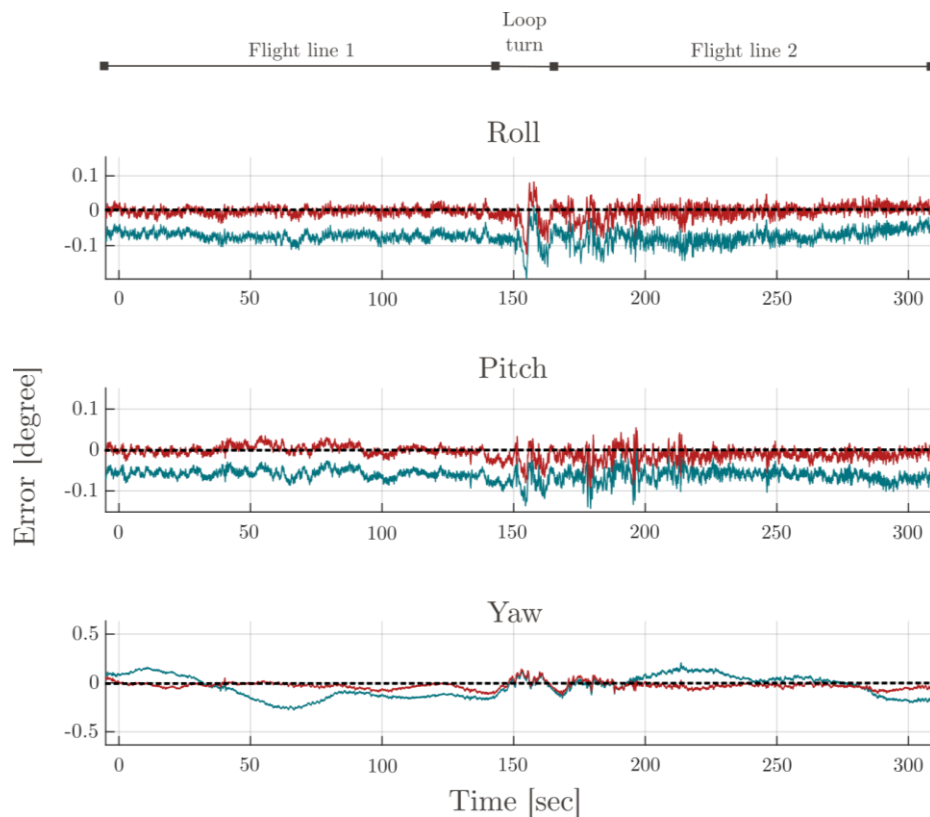 Loop
turn
Flight line 1
Flight line 2
Roll
0.1
0
-0.1
0 50 100 150 200 250 300
Pitch
0.1
0
-0.1
0 50 100 150 200 250 300
Error [degree]
Yaw
0.5
0
-0.5
0 50 100 150 200 250 300
Time [sec]